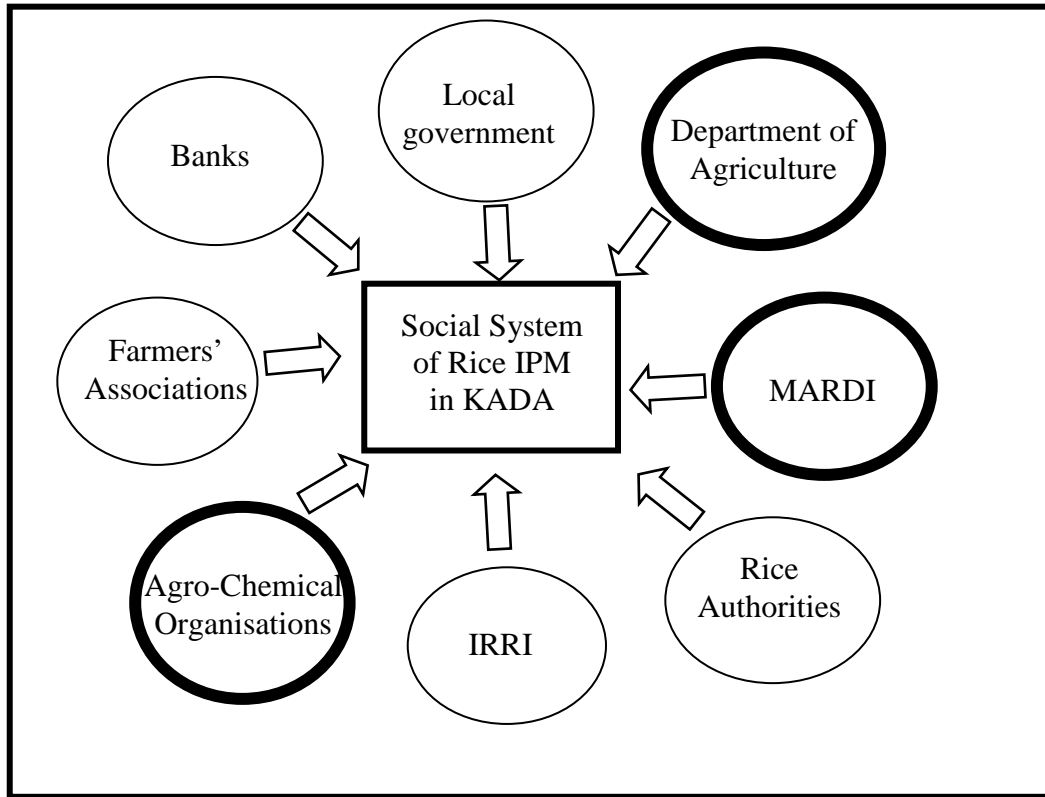 Local
government
Department of
Agriculture
Banks
Social System
of Rice IPM
in KADA
Farmers’
Associations
MARDI
Agro-Chemical
Organisations
IRRI
Rice
Authorities